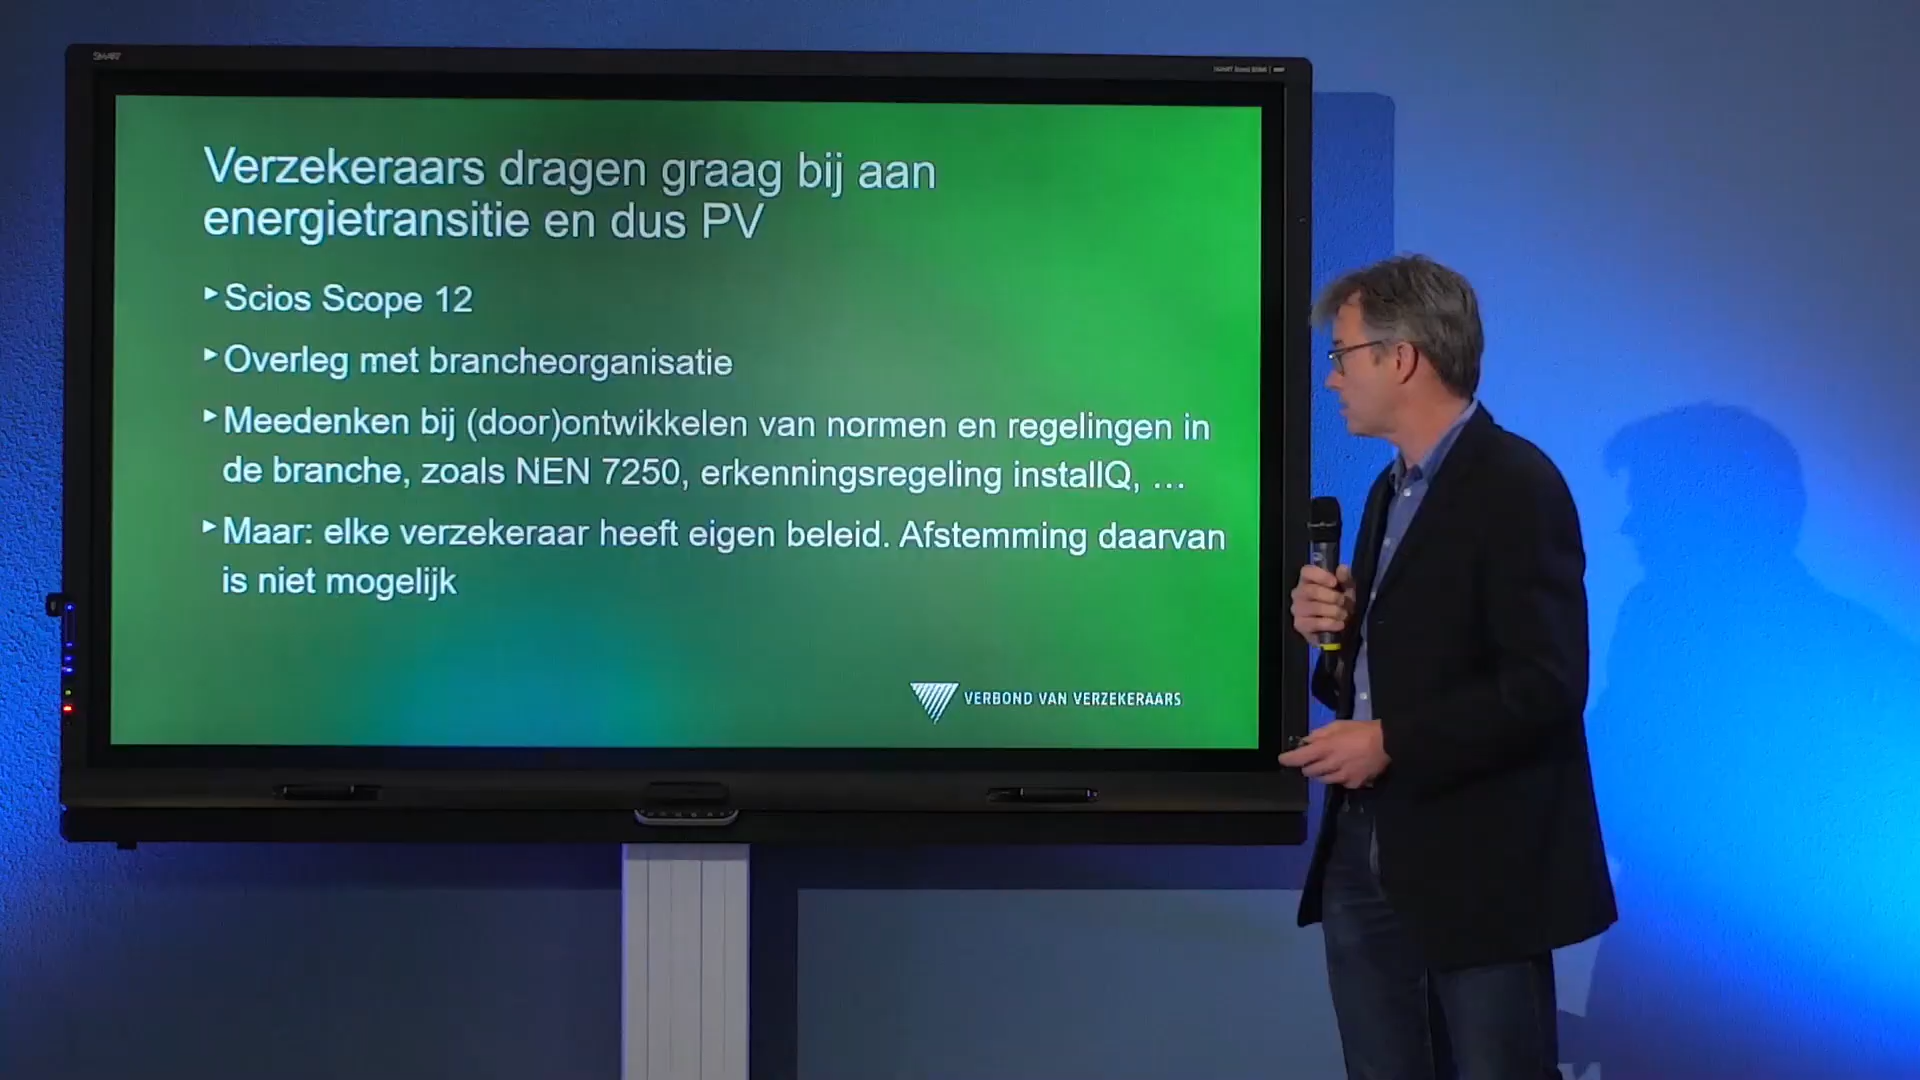 SMART
Verzekeraars dragen graag bij aan
energietransitie en dus PV
Scios Scope 12
Overleg met brancheorganisatie
Meedenken bij (door)ontwikkelen van normen en regelingen in
de branche, zoals NEN 7250, erkenningsregeling installQ, ...
Maar: elke verzekeraar heeft eigen beleid. Afstemming daarvan
is niet mogelijk
VERBOND VAN VERZEKERAARS